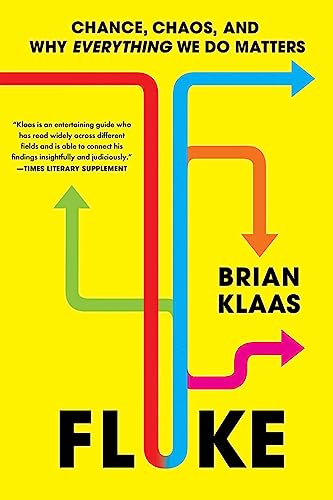 CHANCE, CHAOS, AND
WHY EVERYTHING WE DO MATTERS
“Klaas is an entertaining guide who
has read widely across different
fields and is able to connect his
findings insightfully and judiciously.”
—TIMES LITERARY SUPPLEMENT
BRIAN
KLAAS
FLUKE